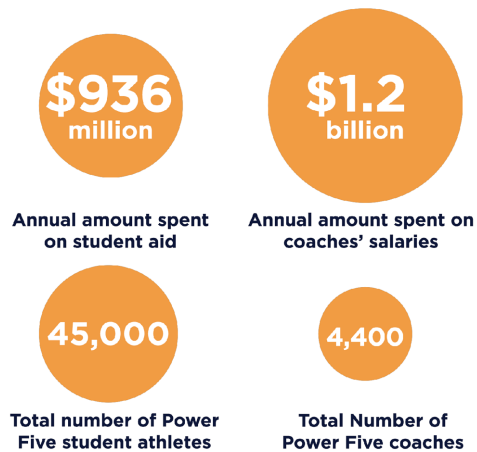 $936
million
Annual amount spent
on student aid
$1.2
billion
Annual amount spent on
coaches’ salaries
45,000
Total number of Power
Five student athletes
4,400
Total Number of
Power Five coaches